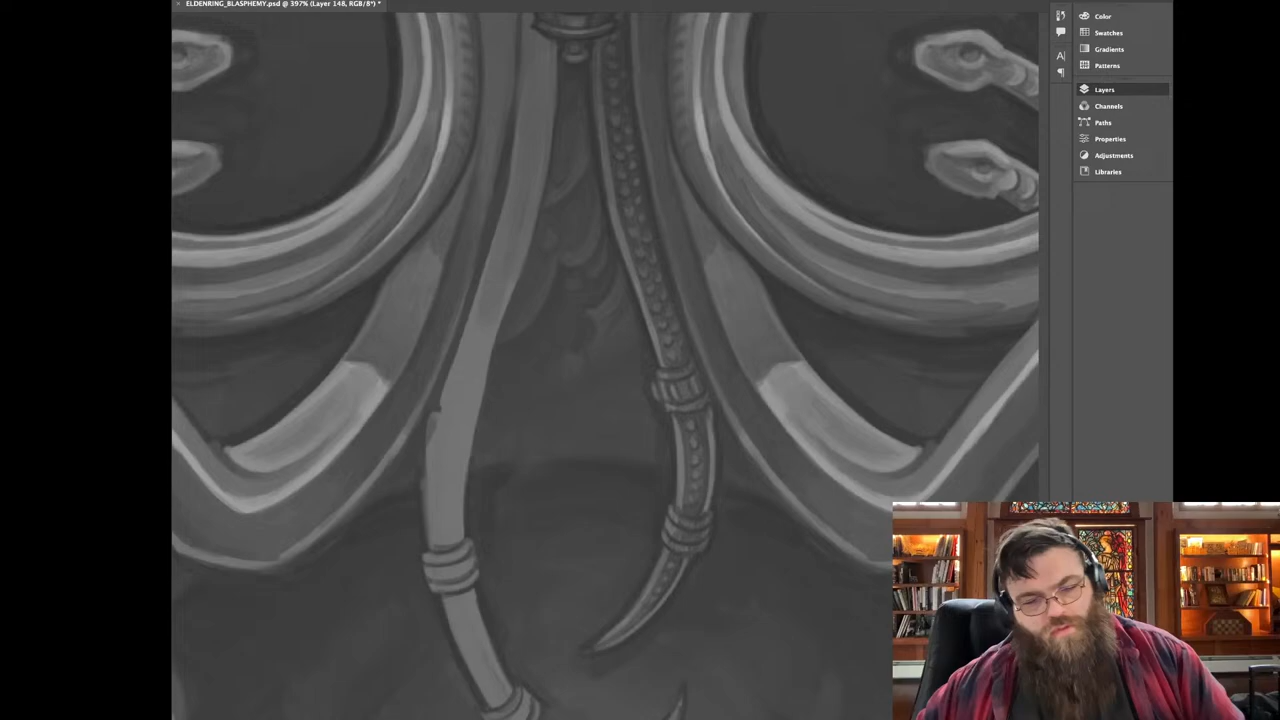 ELDENRING_BLASPHEMY.psd @ 397% (Layer 148, RGB/8*) *
Color
Swatches
Gradients
Patterns
Layers
Channels
Paths
Properties
Adjustments
Libraries